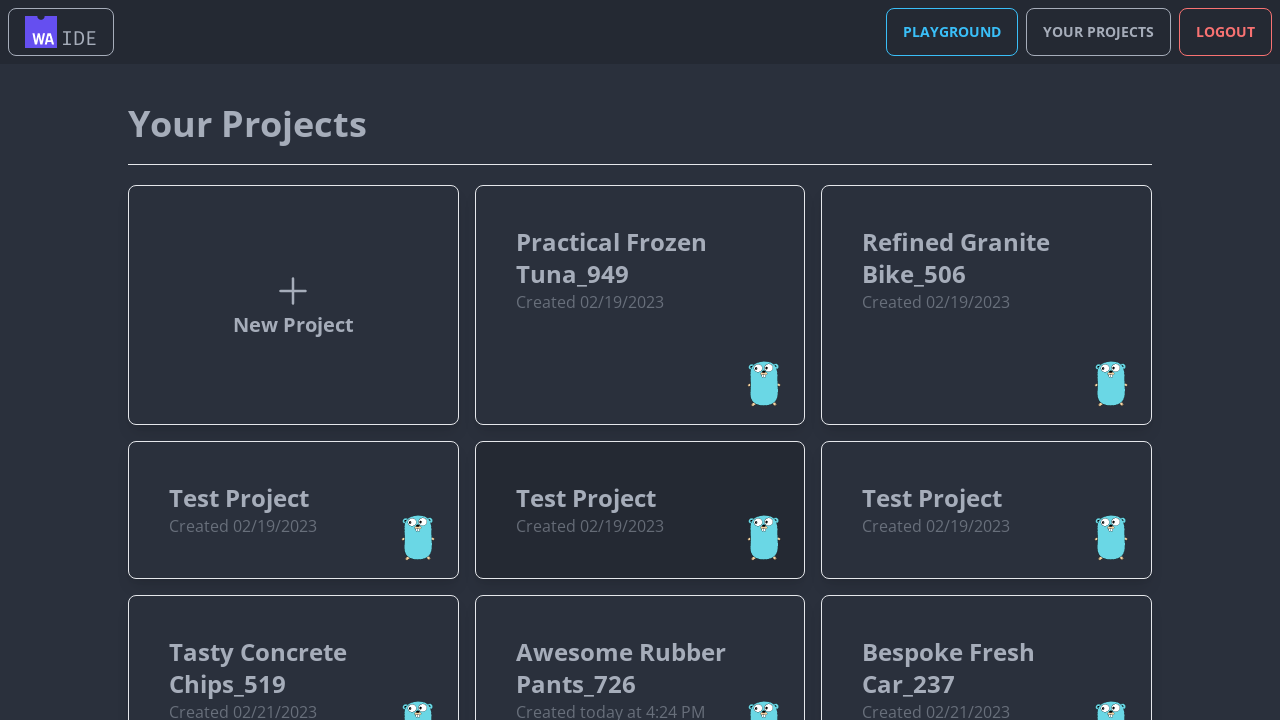 WA IDE
PLAYGROUND
YOUR PROJECTS
LOGOUT
Your Projects
New Project
Practical Frozen
Tuna_949
Created 02/19/2023
Refined Granite
Bike_506
Created 02/19/2023
Test Project
Created 02/19/2023
Test Project
Created 02/19/2023
Test Project
Created 02/19/2023
Tasty Concrete
Chips_519
Created 02/21/2023
Awesome Rubber
Pants_726
Created today at 4:24 PM
Bespoke Fresh
Car_237
Created 02/21/2023